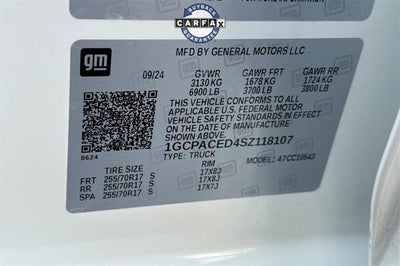 BUYBACK
CARFAX
gm
MFD BY GENERAL MOTORS LLC
09/24 GVWR GAWR FRT GAWR RR
3130 KG 1678 KG 1724 KG
6900 LB 3700 LB 3800 LB
THIS VEHICLE CONFORMS TO ALL
APPLICABLE U.S. FEDERAL MOTOR
VEHICLE SAFETY STANDARDS IN EFFECT
ON THE DATE OF MANUFACTURE
SHOWN ABOVE.
1GCPACED4SZ118107
TYPE: TRUCK MODEL: 47CC10543
8624
TIRE SIZE RIM
FRT 255/70R17 S 17X8J
RR 255/70R17 S 17X8J
SPA 255/70R17 S 17X7J